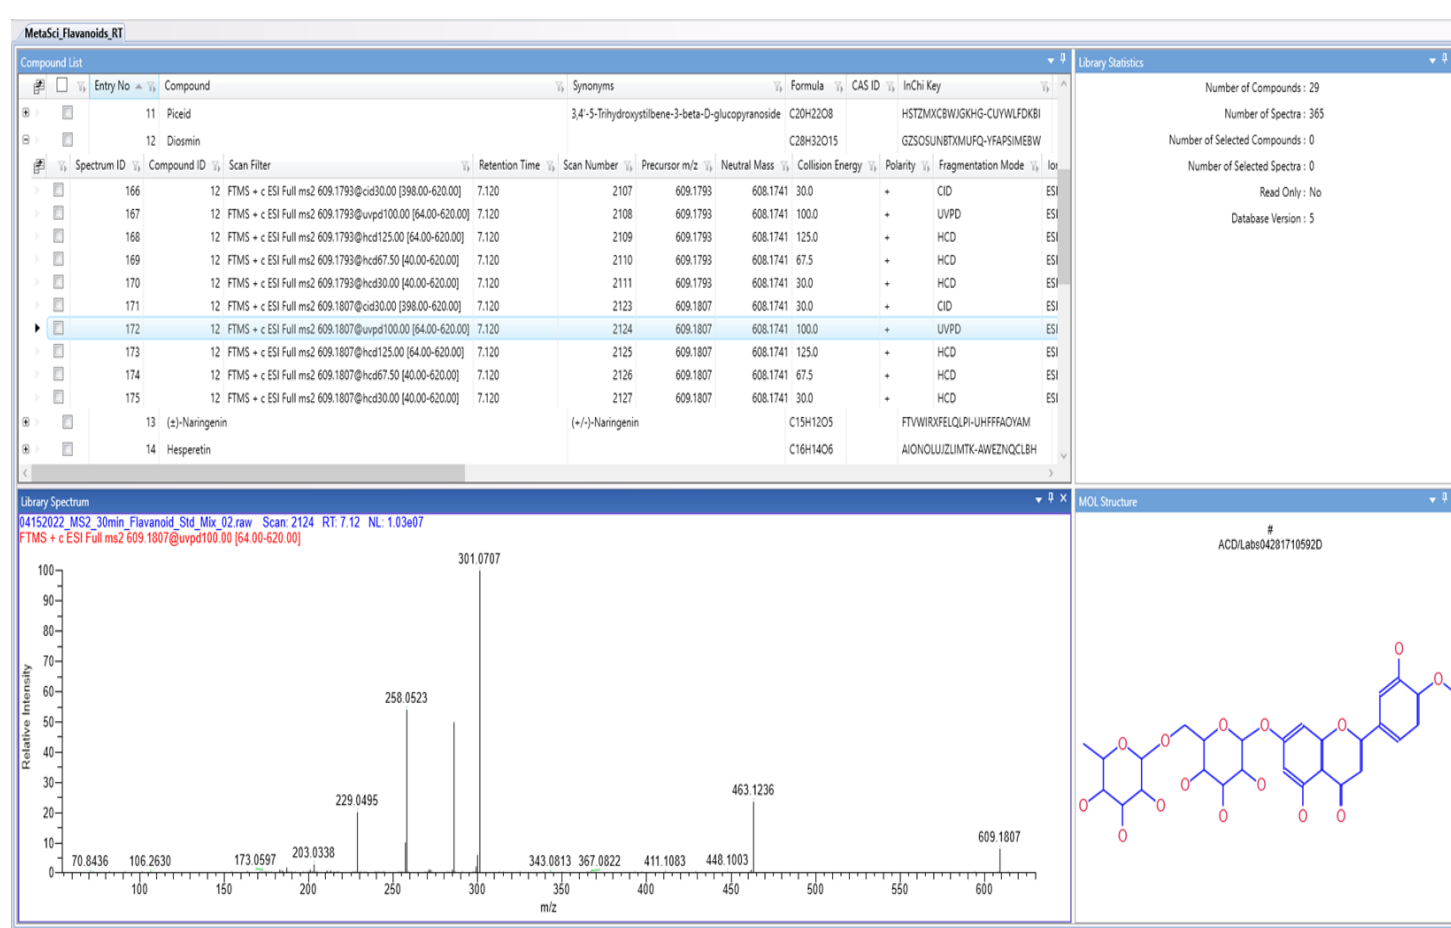 MetaSci_Flavanoids_RT
Compound List
Entry No Compound Synonyms Formula CAS ID InChi Key
11 Piceid 3,4'-5-Trihydroxystilbene-3-beta-D-glucopyranoside C20H22O8 HSTZMXCBWJGKHG-CUYWLFDKBI
12 Diosmin C28H32O15 GZSOSUNBTXMUFQ-YFAPSIMEBW
Spectrum ID Compound ID Scan Filter Retention Time Scan Number Precursor m/z Neutral Mass Collision Energy Polarity Fragmentation Mode Ion
166 12 FTMS + c ESI Full ms2 609.1793@cid30.00 [398.00-620.00] 7.120 2107 609.1793 608.1741 30.0 + CID ESI
167 12 FTMS + c ESI Full ms2 609.1793@uvpd100.00 [64.00-620.00] 7.120 2108 609.1793 608.1741 100.0 + UVPD ESI
168 12 FTMS + c ESI Full ms2 609.1793@hcd125.00 [64.00-620.00] 7.120 2109 609.1793 608.1741 125.0 + HCD ESI
169 12 FTMS + c ESI Full ms2 609.1793@hcd67.50 [40.00-620.00] 7.120 2110 609.1793 608.1741 67.5 + HCD ESI
170 12 FTMS + c ESI Full ms2 609.1793@hcd30.00 [40.00-620.00] 7.120 2111 609.1793 608.1741 30.0 + HCD ESI
171 12 FTMS + c ESI Full ms2 609.1807@cid30.00 [398.00-620.00] 7.120 2123 609.1807 608.1741 30.0 + CID ESI
172 12 FTMS + c ESI Full ms2 609.1807@uvpd100.00 [64.00-620.00] 7.120 2124 609.1807 608.1741 100.0 + UVPD ESI
173 12 FTMS + c ESI Full ms2 609.1807@hcd125.00 [64.00-620.00] 7.120 2125 609.1807 608.1741 125.0 + HCD ESI
174 12 FTMS + c ESI Full ms2 609.1807@hcd67.50 [40.00-620.00] 7.120 2126 609.1807 608.1741 67.5 + HCD ESI
175 12 FTMS + c ESI Full ms2 609.1807@hcd30.00 [40.00-620.00] 7.120 2127 609.1807 608.1741 30.0 + HCD ESI
13 (±)-Naringenin (+/-)-Naringenin C15H12O5 FTVWIRXFELQLPI-UHFFFAOYAM
14 Hesperetin C16H14O6 AIONOLUJZLIMTK-AWEZNQCLBH
Library Statistics
Number of Compounds : 29
Number of Spectra : 365
Number of Selected Compounds : 0
Number of Selected Spectra : 0
Read Only : No
Database Version : 5
Library Spectrum
04152022_MS2_30min_Flavanoid_Std_Mix_02.raw Scan: 2124 RT: 7.12 NL: 1.03e07
FTMS + c ESI Full ms2 609.1807@uvpd100.00 [64.00-620.00]
Relative Intensity
100
90
80
70
60
50
40
30
20
10
0
301.0707
258.0523
229.0495
463.1236
609.1807
70.8436 106.2630 173.0597 203.0338 343.0813 367.0822 411.1083 448.1003
100 150 200 250 300 350 400 450 500 550 600
m/z
MOL Structure
#
ACD/Labs04281710592D
O
O
O O O O
O
O O O O O
O O O
O